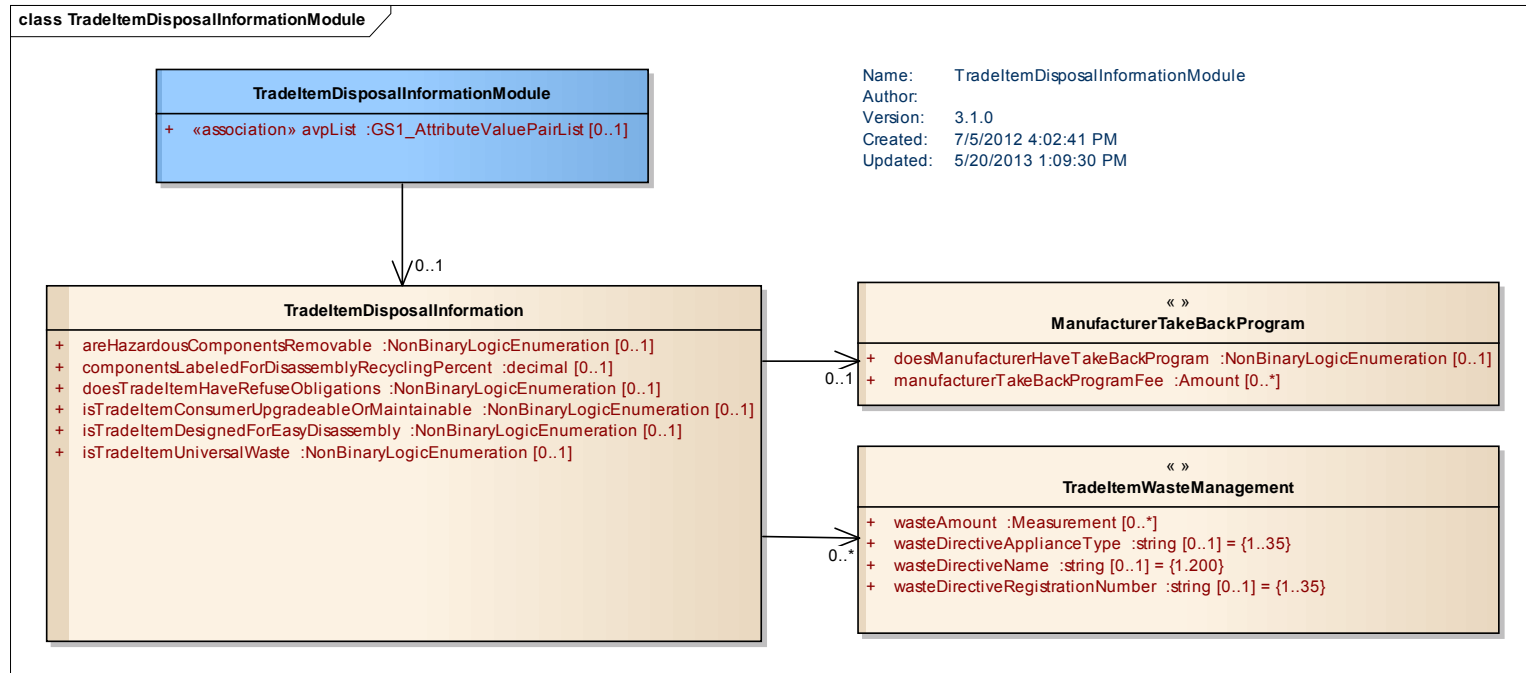 class TradeItemDisposalInformationModule
TradeItemDisposalInformationModule
+ «association» avpList :GS1_AttributeValuePairList [0..1]
Name: TradeItemDisposalInformationModule
Author:
Version: 3.1.0
Created: 7/5/2012 4:02:41 PM
Updated: 5/20/2013 1:09:30 PM
0..1
TradeItemDisposalInformation
+ areHazardousComponentsRemovable :NonBinaryLogicEnumeration [0..1]
+ componentsLabeledForDisassemblyRecyclingPercent :decimal [0..1]
+ doesTradeItemHaveRefuseObligations :NonBinaryLogicEnumeration [0..1]
+ isTradeItemConsumerUpgradeableOrMaintainable :NonBinaryLogicEnumeration [0..1]
+ isTradeItemDesignedForEasyDisassembly :NonBinaryLogicEnumeration [0..1]
+ isTradeItemUniversalWaste :NonBinaryLogicEnumeration [0..1]
0..1
« »
ManufacturerTakeBackProgram
+ doesManufacturerHaveTakeBackProgram :NonBinaryLogicEnumeration [0..1]
+ manufacturerTakeBackProgramFee :Amount [0..*]
0..*
« »
TradeItemWasteManagement
+ wasteAmount :Measurement [0..*]
+ wasteDirectiveApplianceType :string [0..1] = {1..35}
+ wasteDirectiveName :string [0..1] = {1.200}
+ wasteDirectiveRegistrationNumber :string [0..1] = {1..35}